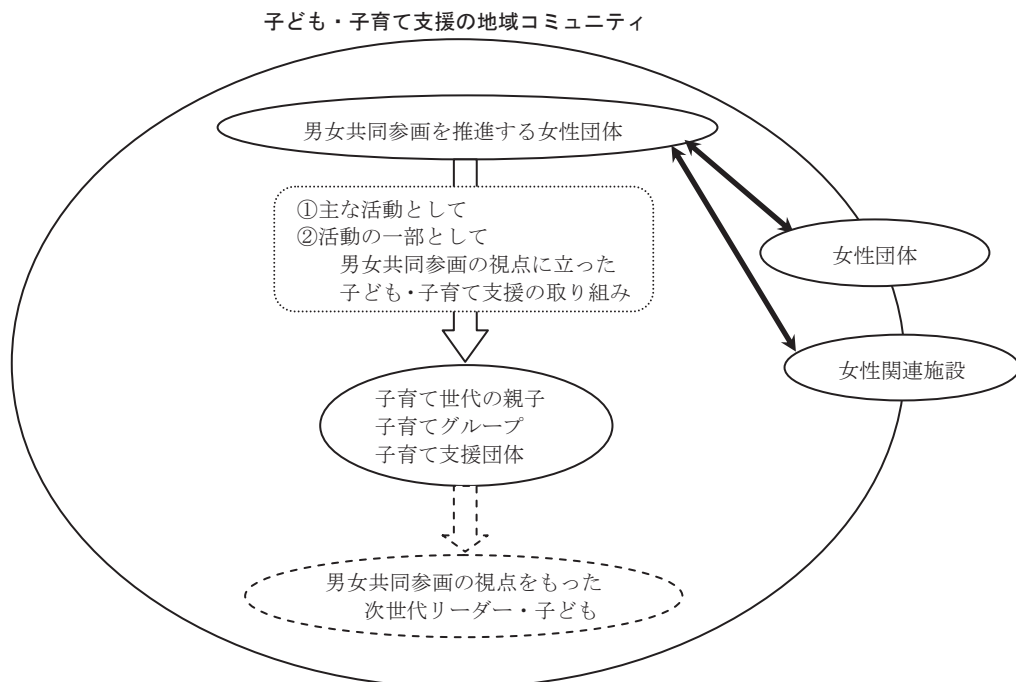 子ども・子育て支援の地域コミュニティ
男女共同参画を推進する女性団体
①主な活動として
②活動の一部として
男女共同参画の視点に立った
子ども・子育て支援の取り組み
女性団体
女性関連施設
子育て世代の親子
子育てグループ
子育て支援団体
男女共同参画の視点をもった
次世代リーダー・子ども